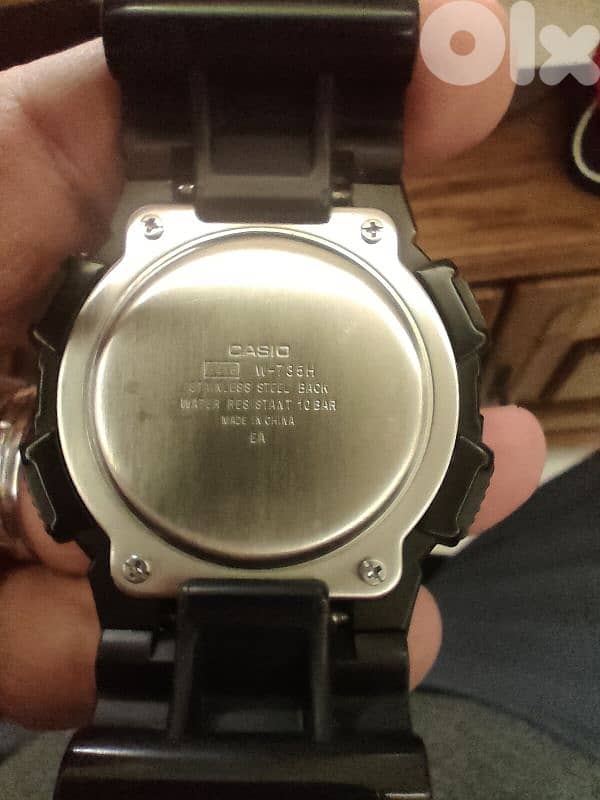 Olx
CASIO
W-735H
STAINLESS STEEL BACK
WATER RESISTANT 10 BAR
MADE IN CHINA
EA